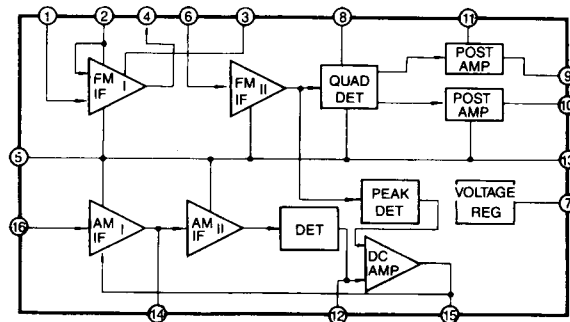 1 2 4 6 3 8 11
FM I
IF
FM II
IF
QUAD
DET
POST
AMP
9
POST
AMP
10
5
13
16
AM I
IF
AM II
IF
DET
PEAK
DET
VOLTAGE
REG
7
DC
AMP
14 12 15